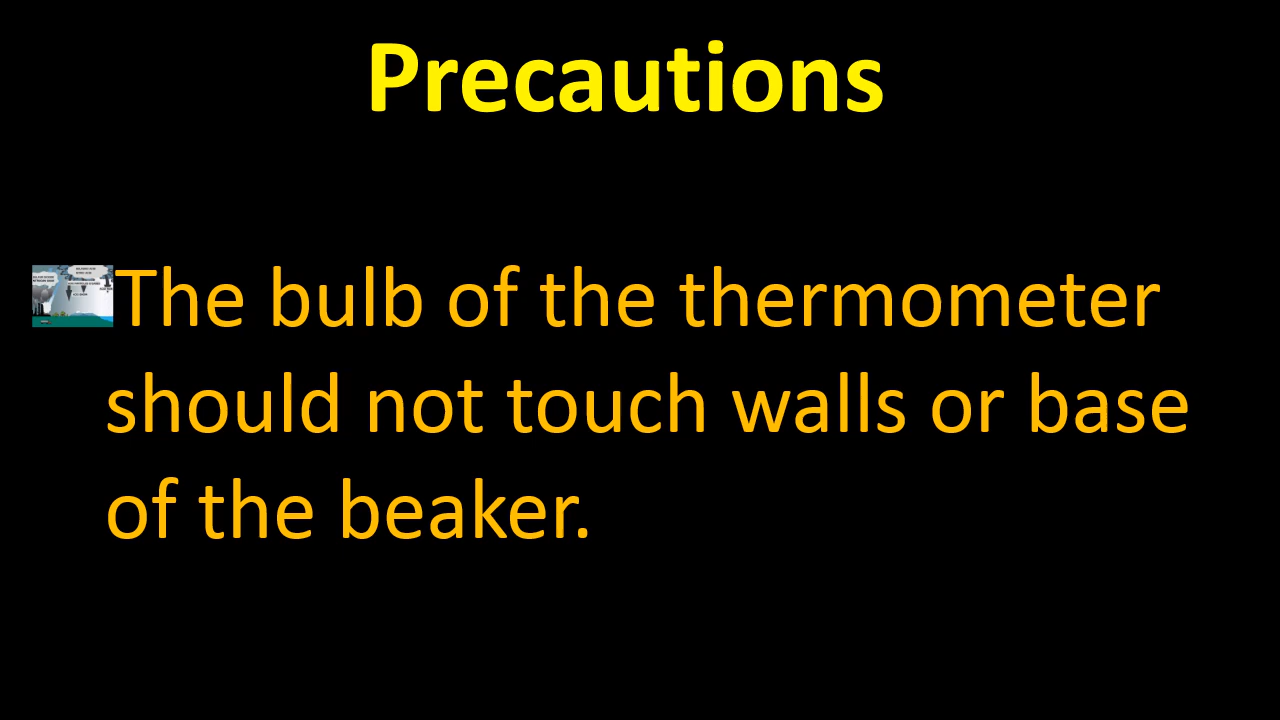 Precautions
The bulb of the thermometer
should not touch walls or base
of the beaker.